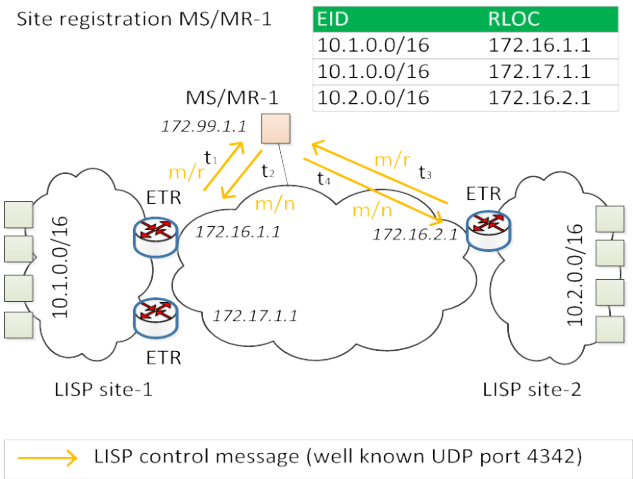 Site registration MS/MR-1
EID RLOC
10.1.0.0/16 172.16.1.1
10.1.0.0/16 172.17.1.1
10.2.0.0/16 172.16.2.1
MS/MR-1
172.99.1.1
t1
m/r
t2
m/n
m/r
t3
t4
m/n
ETR
172.16.1.1
172.16.2.1
ETR
10.1.0.0/16
10.2.0.0/16
172.17.1.1
ETR
LISP site-1
LISP site-2
LISP control message (well known UDP port 4342)